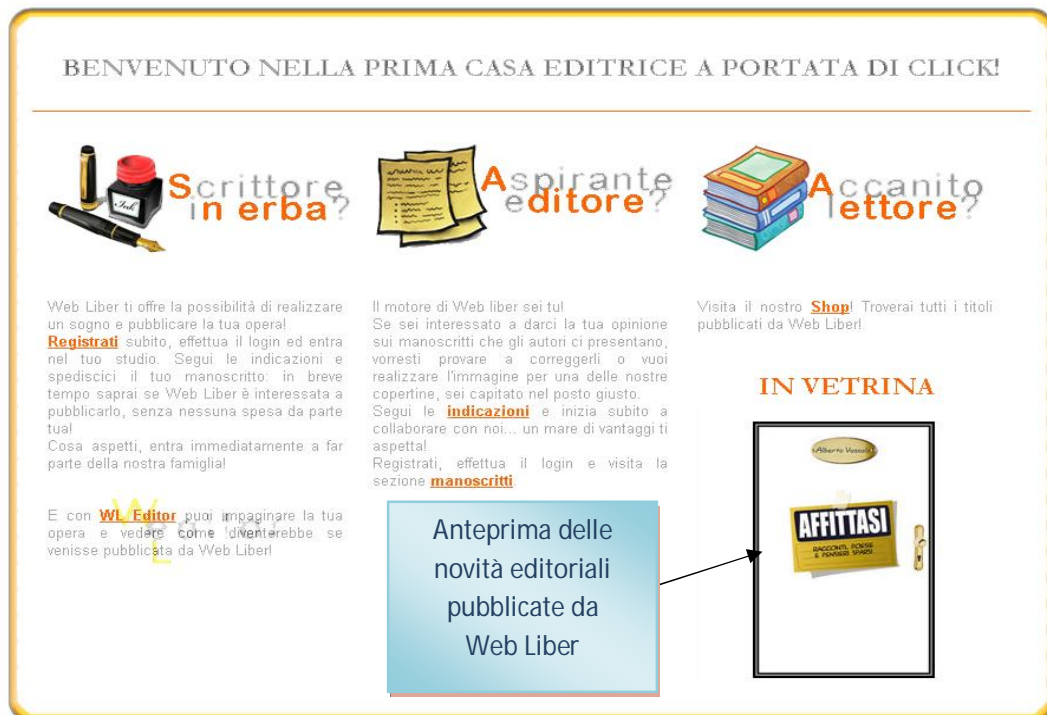 BENVENUTO NELLA PRIMA CASA EDITRICE A PORTATA DI CLICK!
Scrittore
in erba?
Ink
Web Liber ti offre la possibilità di realizzare
un sogno e pubblicare la tua opera!
Registrati subito, effettua il login ed entra
nel tuo studio. Segui le indicazioni e
spediscici il tuo manoscritto: in breve
tempo saprai se Web Liber è interessata a
pubblicarlo, senza nessuna spesa da parte
tua!
Cosa aspetti, entra immediatamente a far
parte della nostra famiglia!
E con WL Editor puoi impaginare la tua
opera e vedere come diventerebbe se
venisse pubblicata da Web Liber!
Aspirante
editore?
Il motore di Web liber sei tu!
Se sei interessato a darci la tua opinione
sui manoscritti che gli autori ci presentano,
vorresti provare a correggerli o vuoi
realizzare l'immagine per una delle nostre
copertine, sei capitato nel posto giusto.
Segui le indicazioni e inizia subito a
collaborare con noi... un mare di vantaggi ti
aspetta!
Registrati, effettua il login e visita la
sezione manoscritti.
Anteprima delle
novità editoriali
pubblicate da
Web Liber
Accanito
lettore?
Visita il nostro Shop! Troverai tutti i titoli
pubblicati da Web Liber!
IN VETRINA
Alberto
AFFITTASI
RACCONTI, POESIE
E PENSIERI SPARSI